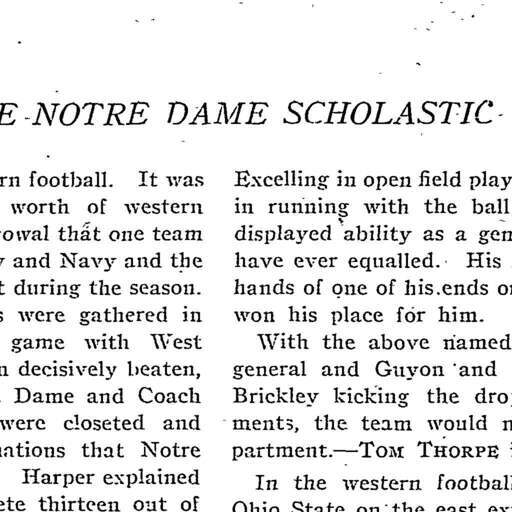 E NOTRE DAME SCHOLASTIC
rn football. It was
worth of western
owal that one team
y and Navy and the
t during the season.
s were gathered in
game with West
n decisively beaten,
Dame and Coach
were closeted and
nations that Notre
Harper explained
ete thirteen out of
Excelling in open field play
in running with the ball
displayed ability as a gen
have ever equalled. His
hands of one of his ends o
won his place for him.
With the above named
general and Guyon and
Brickley kicking the dro
ments, the team would n
partment.—TOM THORPE i
In the western footbal
Ohio State on the east ex